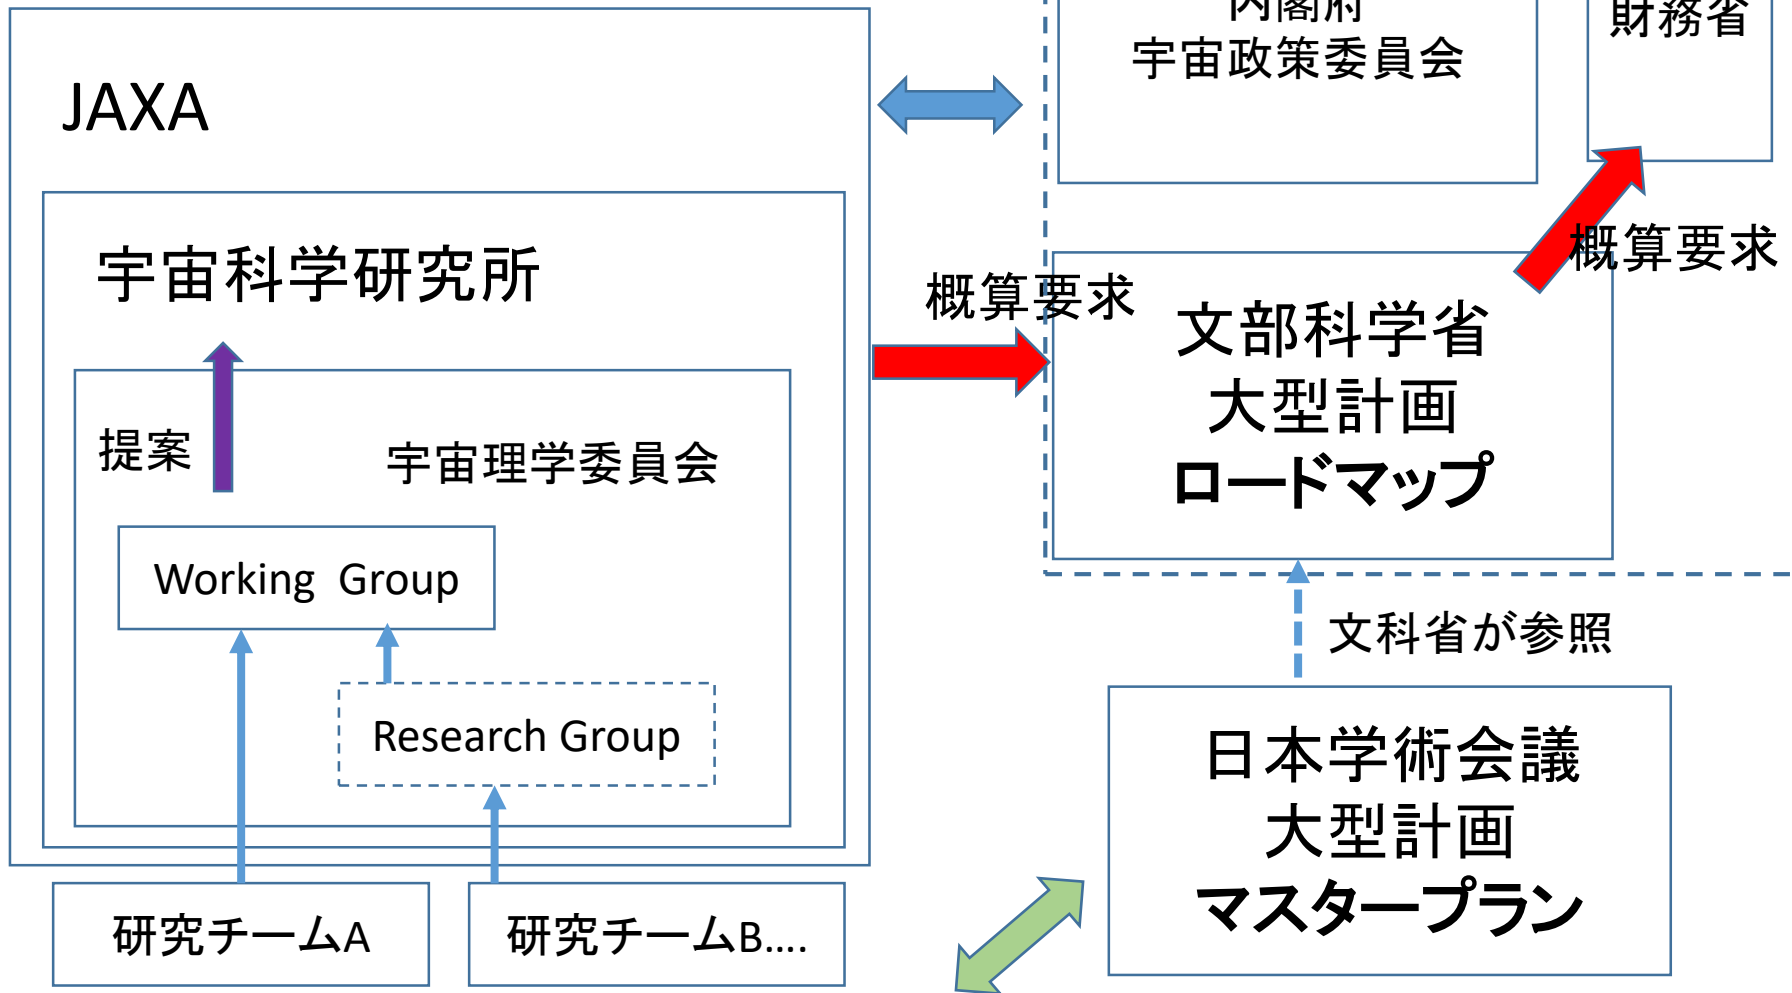 JAXA
宇宙科学研究所
提案
宇宙理学委員会
Working Group
Research Group
研究チームA
研究チームB....
内閣府
宇宙政策委員会
財務省
概算要求
概算要求
文部科学省
大型計画
ロードマップ
文科省が参照
日本学術会議
大型計画
マスタープラン